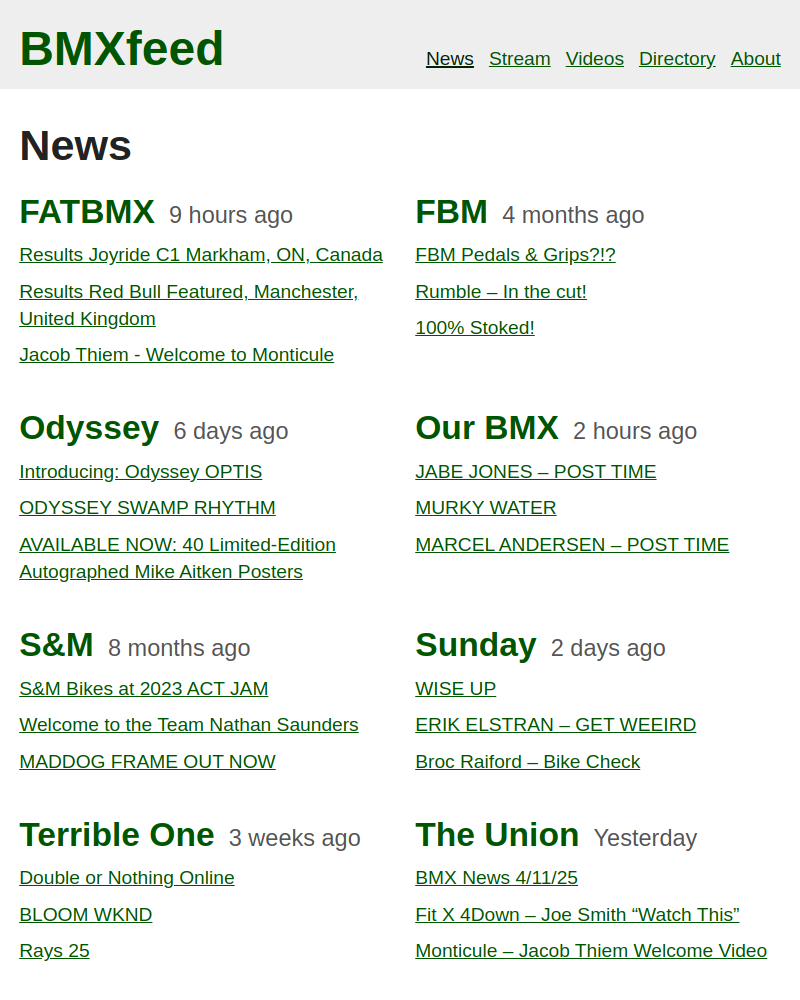 BMXfeed
News Stream Videos Directory About
News
FATBMX 9 hours ago
Results Joyride C1 Markham, ON, Canada
Results Red Bull Featured, Manchester,
United Kingdom
Jacob Thiem - Welcome to Monticule
FBM 4 months ago
FBM Pedals & Grips?!?
Rumble – In the cut!
100% Stoked!
Odyssey 6 days ago
Introducing: Odyssey OPTIS
ODYSSEY SWAMP RHYTHM
AVAILABLE NOW: 40 Limited-Edition
Autographed Mike Aitken Posters
Our BMX 2 hours ago
JABE JONES – POST TIME
MURKY WATER
MARCEL ANDERSEN – POST TIME
S&M 8 months ago
S&M Bikes at 2023 ACT JAM
Welcome to the Team Nathan Saunders
MADDOG FRAME OUT NOW
Sunday 2 days ago
WISE UP
ERIK ELSTRAN – GET WEEIRD
Broc Raiford – Bike Check
Terrible One 3 weeks ago
Double or Nothing Online
BLOOM WKND
Rays 25
The Union Yesterday
BMX News 4/11/25
Fit X 4Down – Joe Smith “Watch This”
Monticule – Jacob Thiem Welcome Video